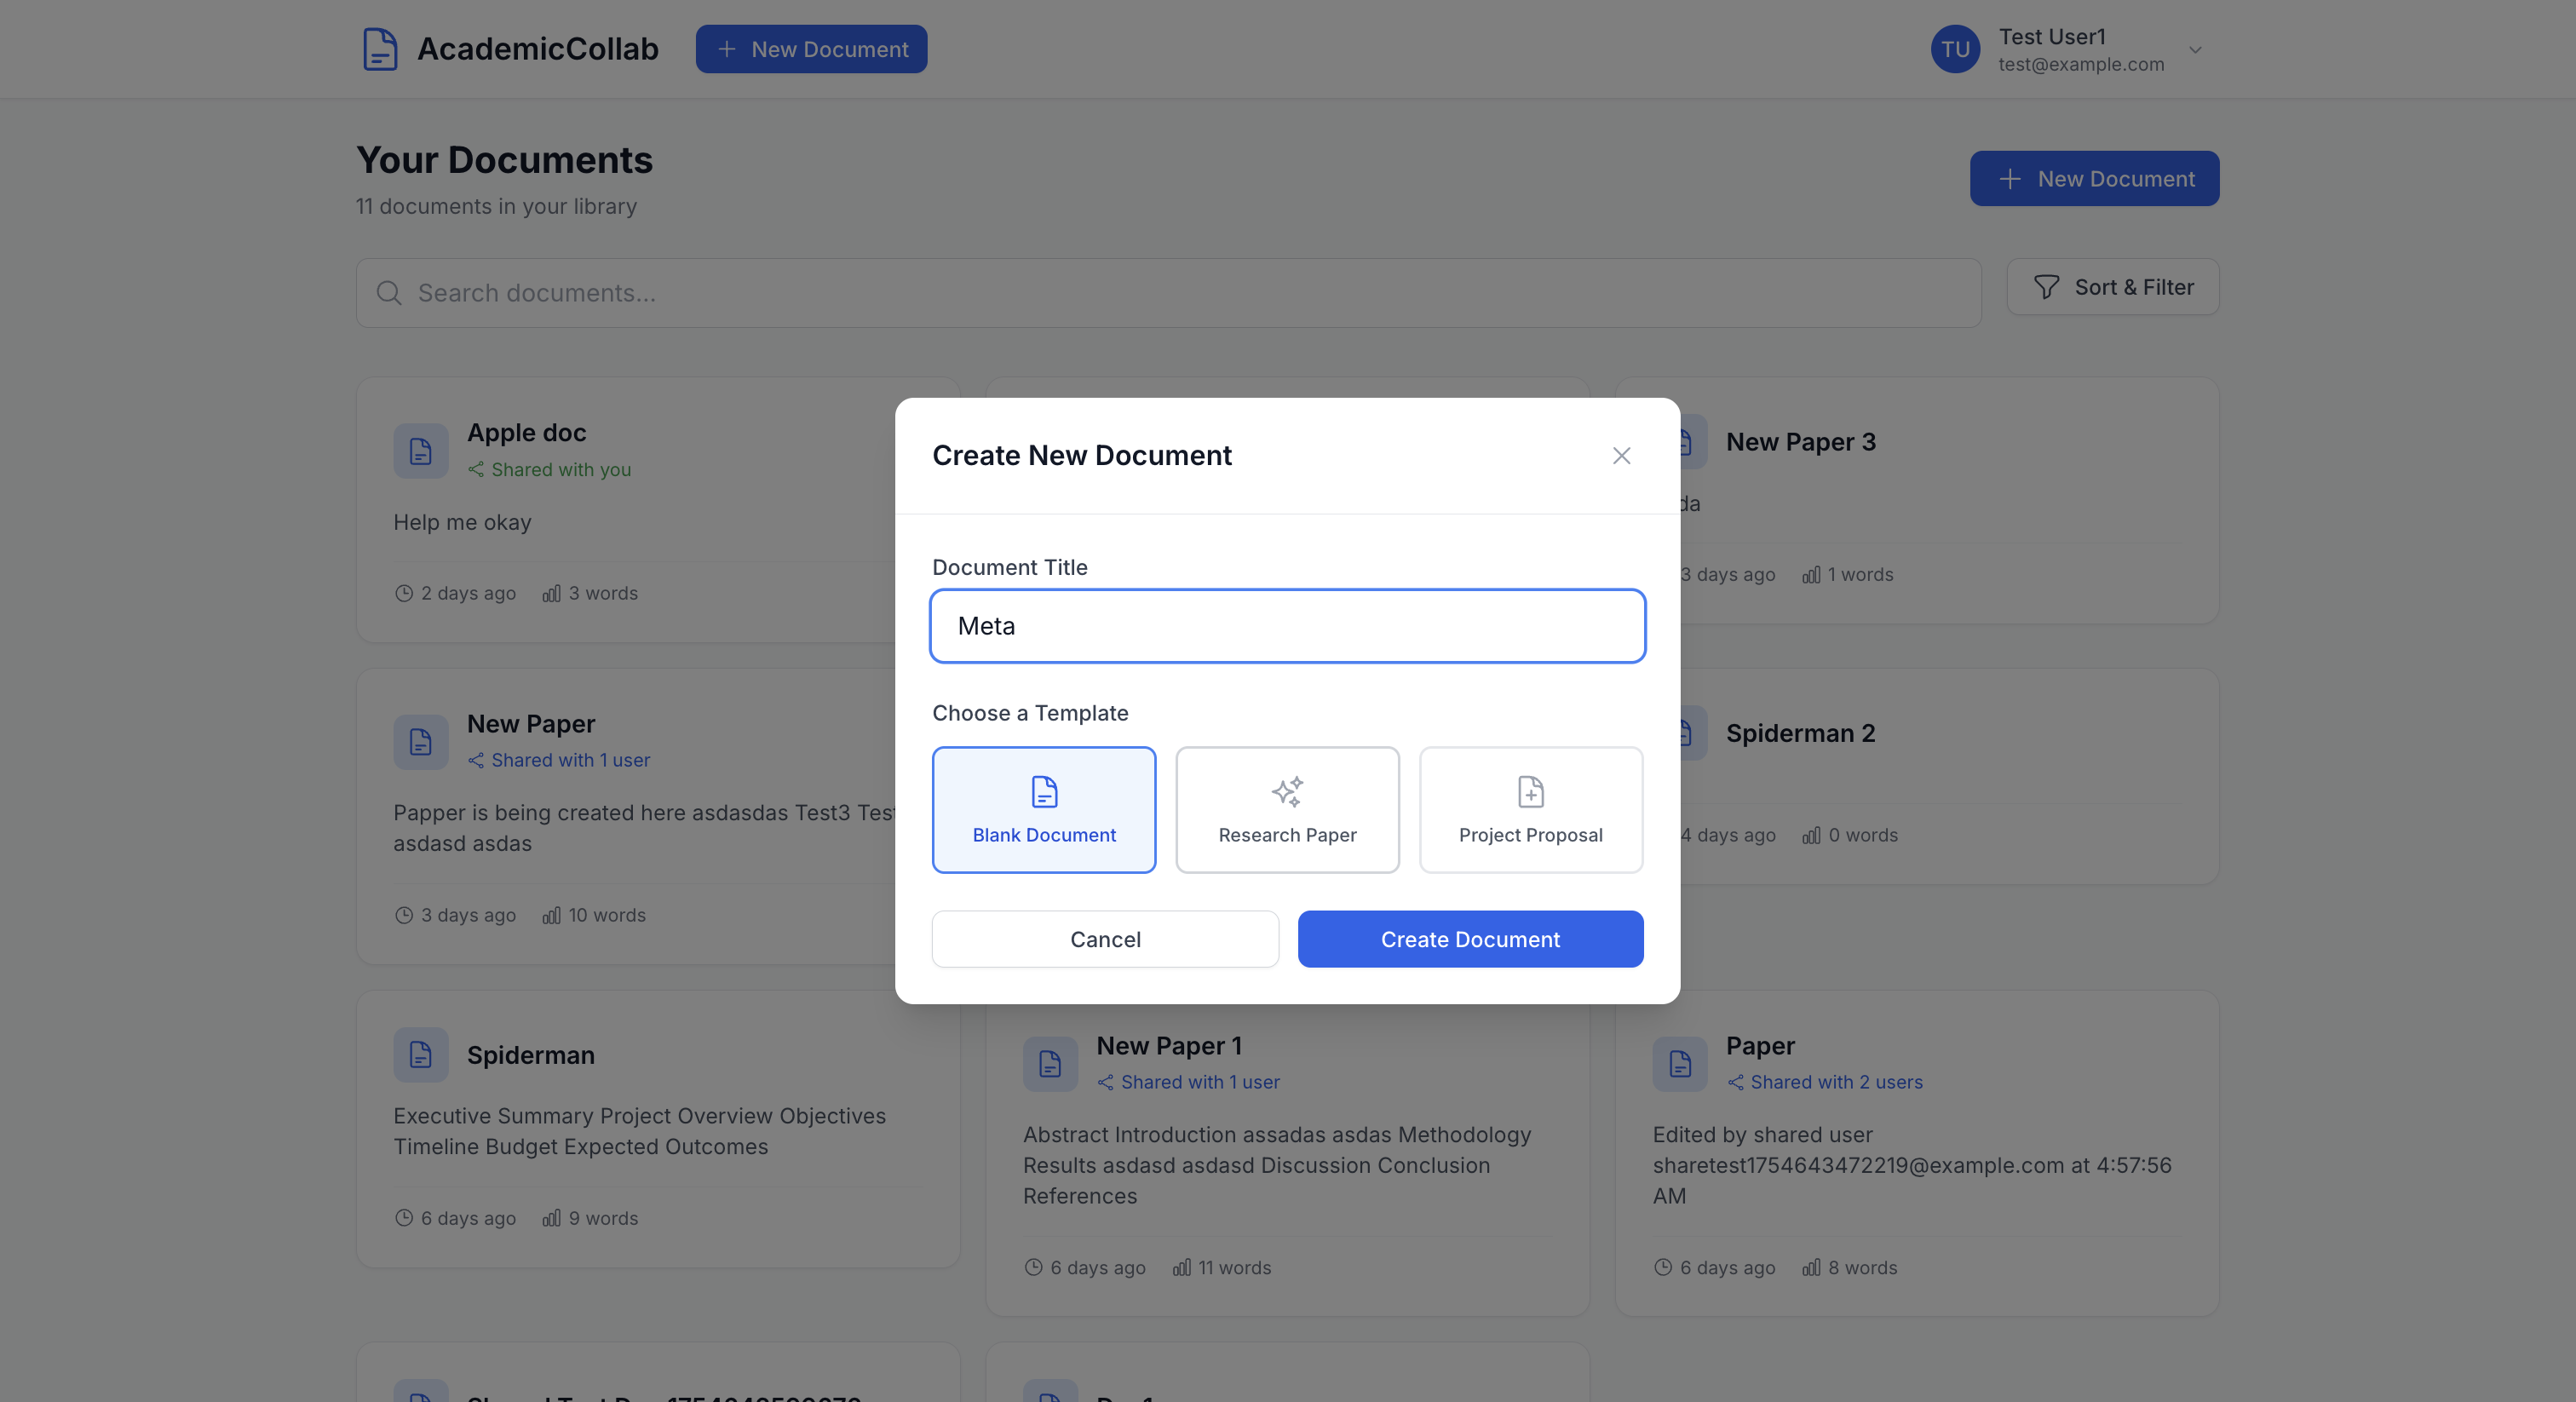 AcademicCollab
New Document
TU
Test User1
test@example.com
Your Documents
11 documents in your library
New Document
Search documents...
Sort & Filter
Apple doc
Shared with you
Help me okay
2 days ago
3 words
New Paper 3
da
3 days ago
1 words
Create New Document
Document Title
Meta
Choose a Template
Blank Document
Research Paper
Project Proposal
Cancel
Create Document
New Paper
Shared with 1 user
Papper is being created here asdasdas Test3 Test
asdasd asdas
3 days ago
10 words
Spiderman 2
4 days ago
0 words
Spiderman
Executive Summary Project Overview Objectives
Timeline Budget Expected Outcomes
6 days ago
9 words
New Paper 1
Shared with 1 user
Abstract Introduction assadas asdas Methodology
Results asdasd asdasd Discussion Conclusion
References
6 days ago
11 words
Paper
Shared with 2 users
Edited by shared user
sharetest1754643472219@example.com at 4:57:56
AM
6 days ago
8 words